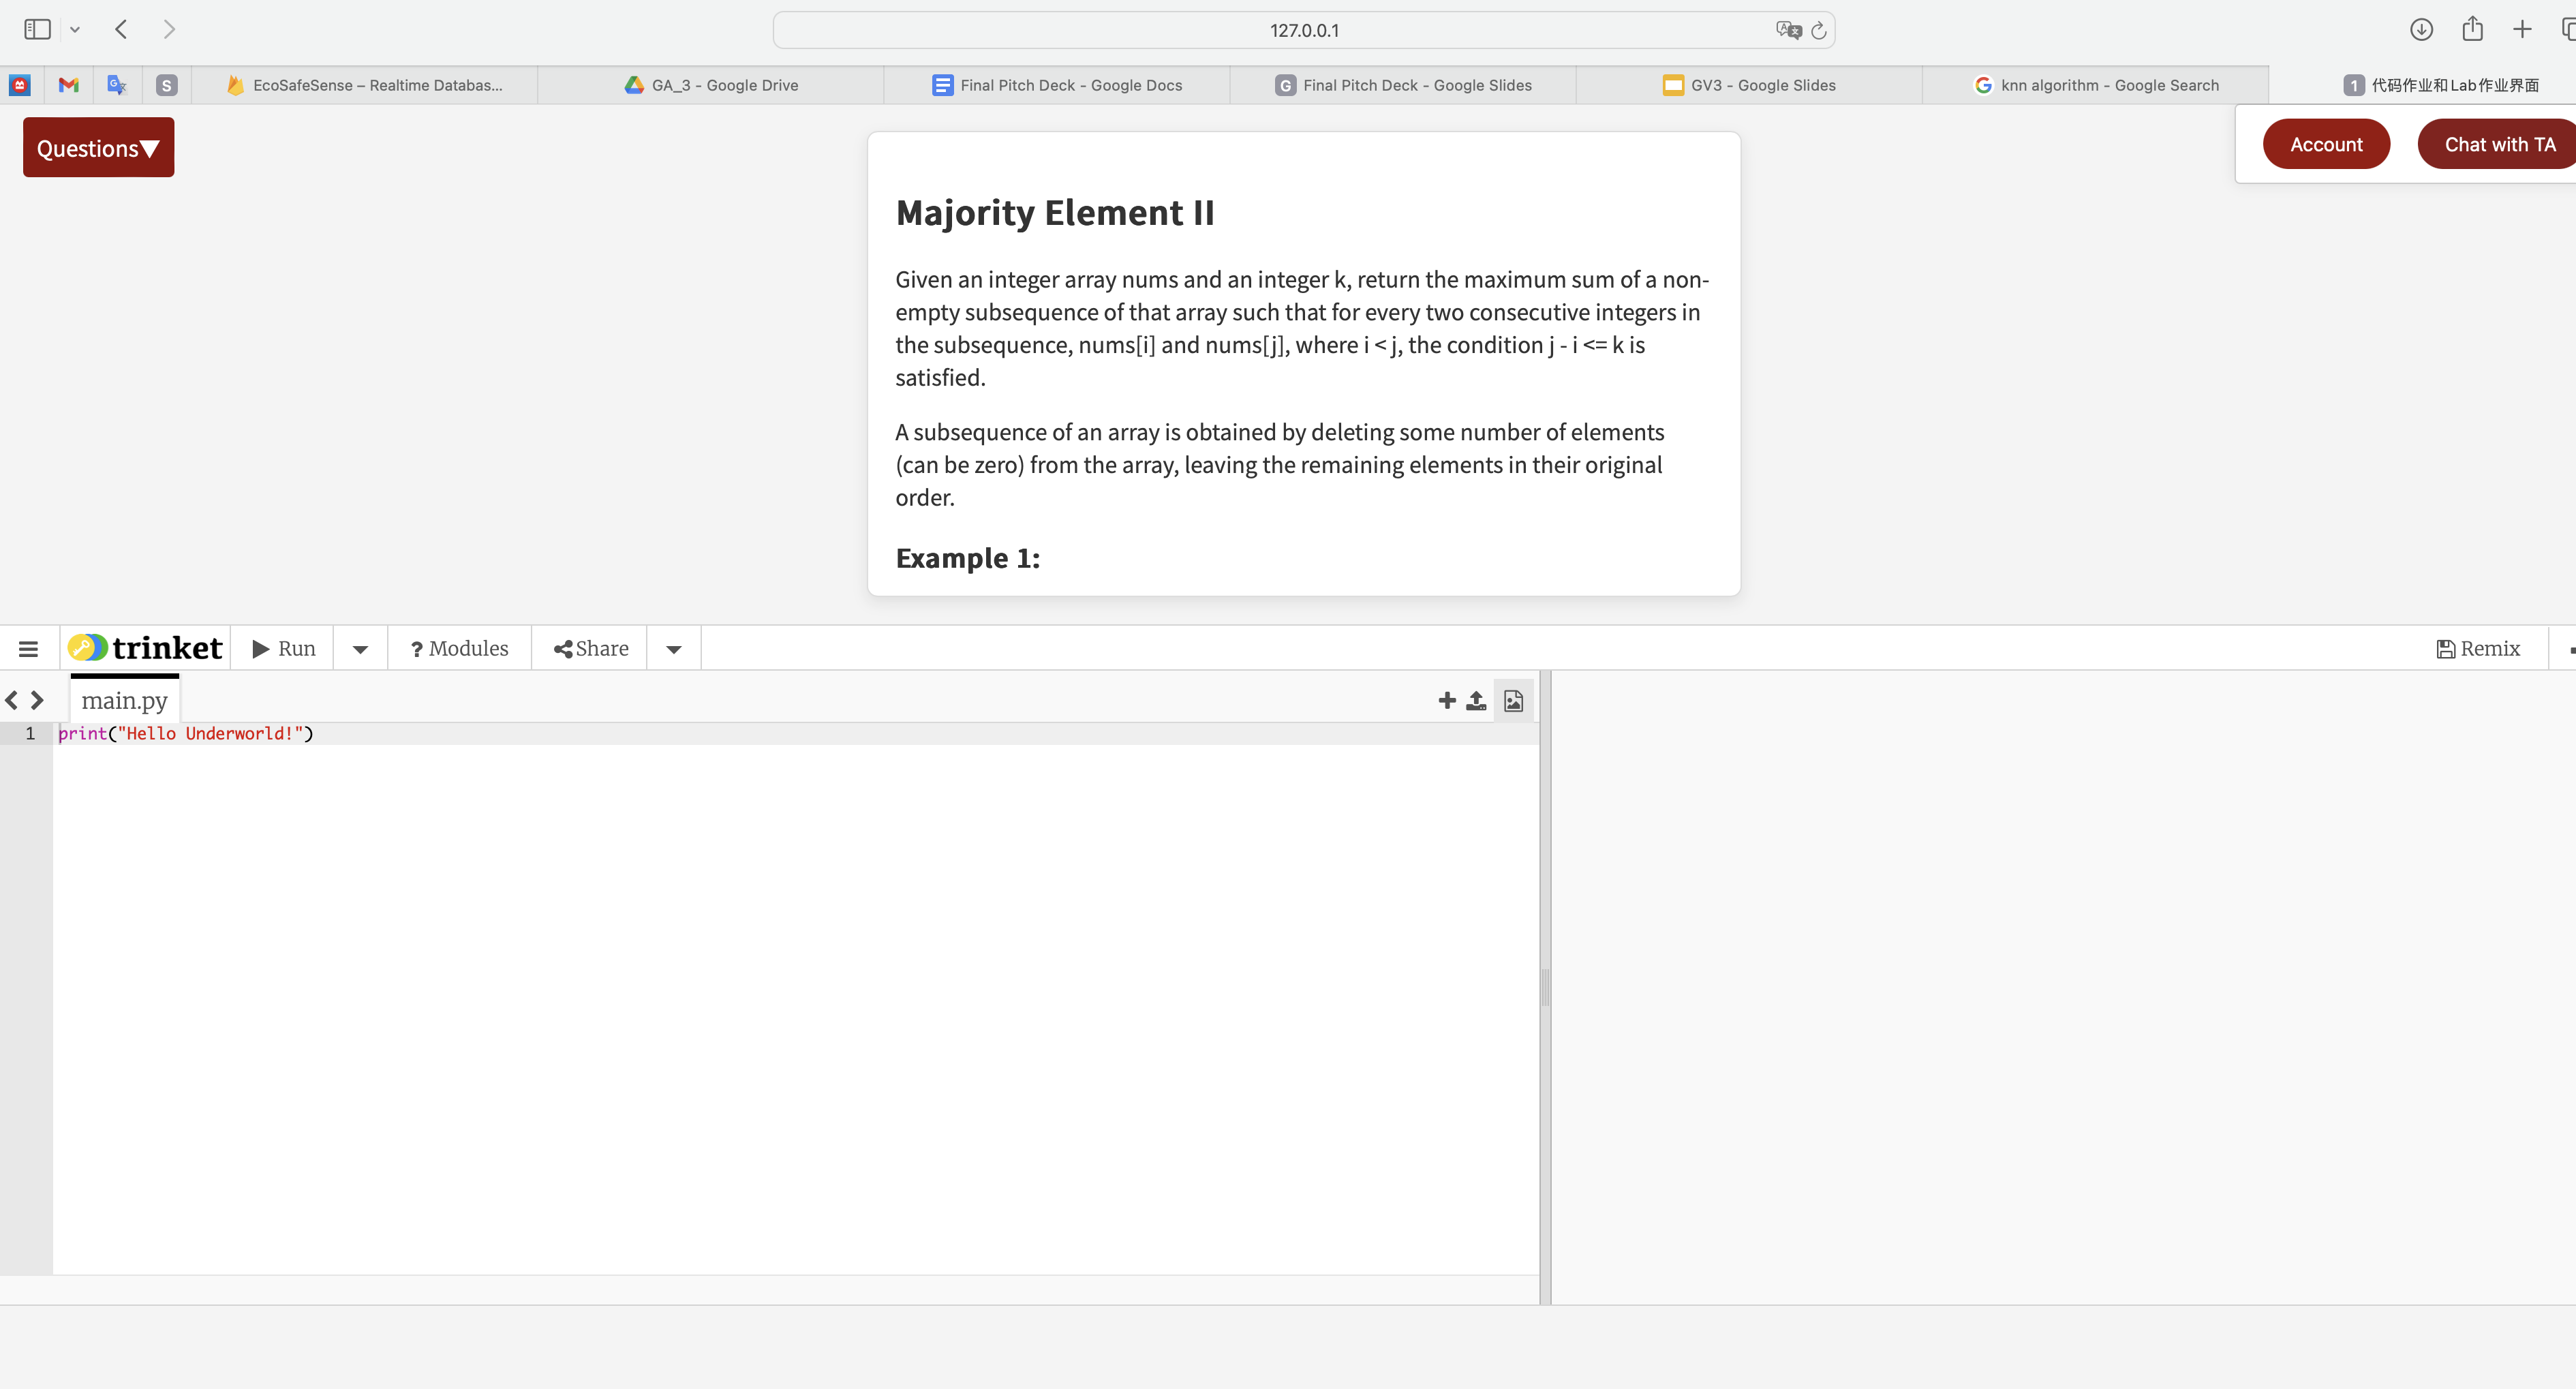 127.0.0.1
S
EcoSafeSense – Realtime Databas...
GA_3 - Google Drive
Final Pitch Deck - Google Docs
G Final Pitch Deck - Google Slides
GV3 - Google Slides
knn algorithm - Google Search
1 代码作业和Lab作业界面
Questions▼
Account
Chat with TA
Majority Element II
Given an integer array nums and an integer k, return the maximum sum of a non-
empty subsequence of that array such that for every two consecutive integers in
the subsequence, nums[i] and nums[j], where i < j, the condition j - i <= k is
satisfied.
A subsequence of an array is obtained by deleting some number of elements
(can be zero) from the array, leaving the remaining elements in their original
order.
Example 1:
trinket
Run
? Modules
Share
Remix
main.py
1 print("Hello Underworld!")